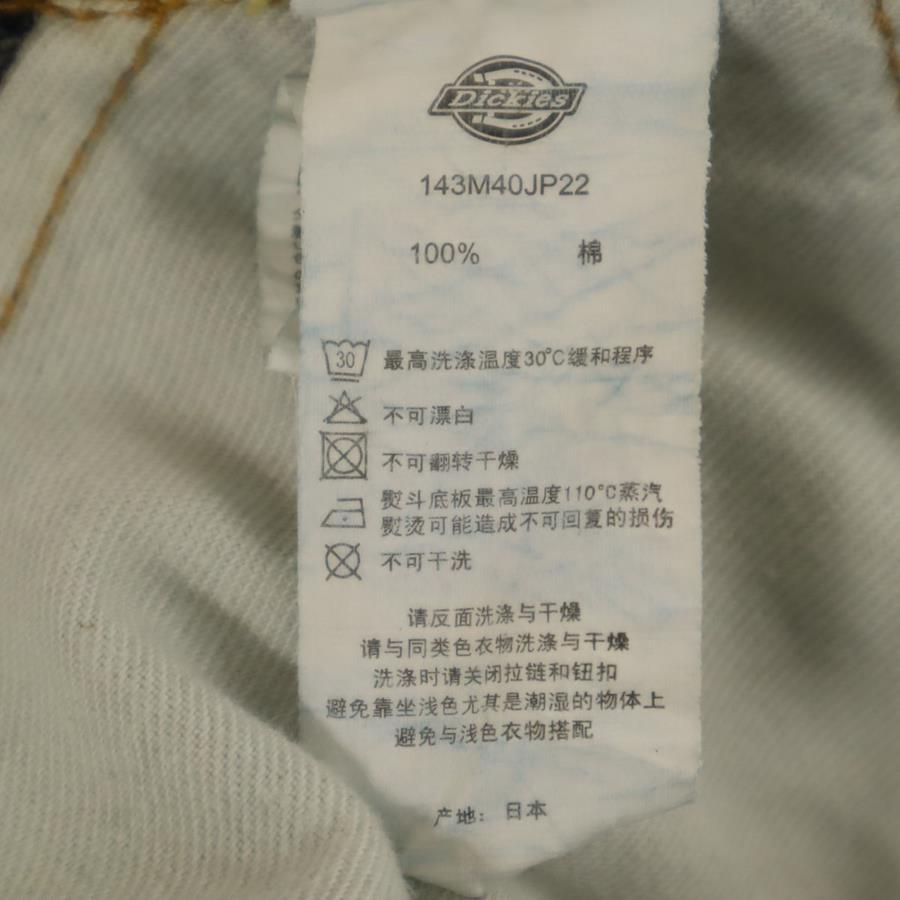 Dickies
143M40JP22
100% 棉
30 最高洗涤温度30℃缓和程序
不可漂白
不可翻转干燥
熨斗底板最高温度110℃蒸汽
熨烫可能造成不可回复的损伤
不可干洗
请反面洗涤与干燥
请与同类色衣物洗涤与干燥
洗涤时请关闭拉链和钮扣
避免靠坐浅色尤其是潮湿的物体上
避免与浅色衣物搭配
产地: 日本